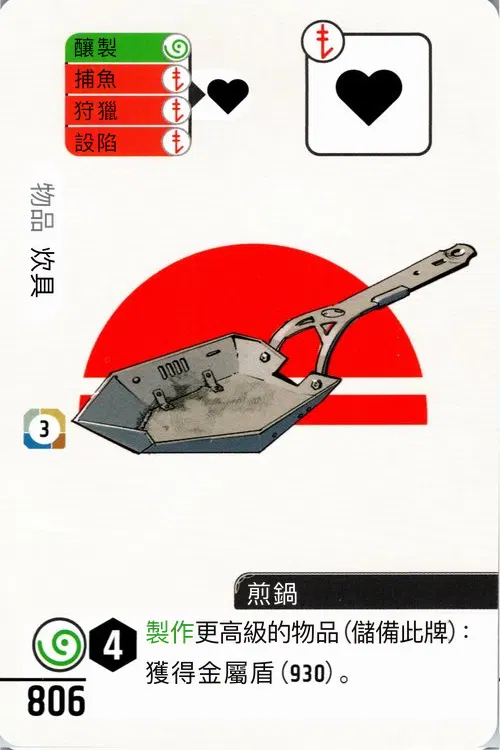 釀製
捕魚
狩獵
設陷
物品 炊具
3
煎鍋
4 製作更高級的物品(儲備此牌):
獲得金屬盾(930)。
806